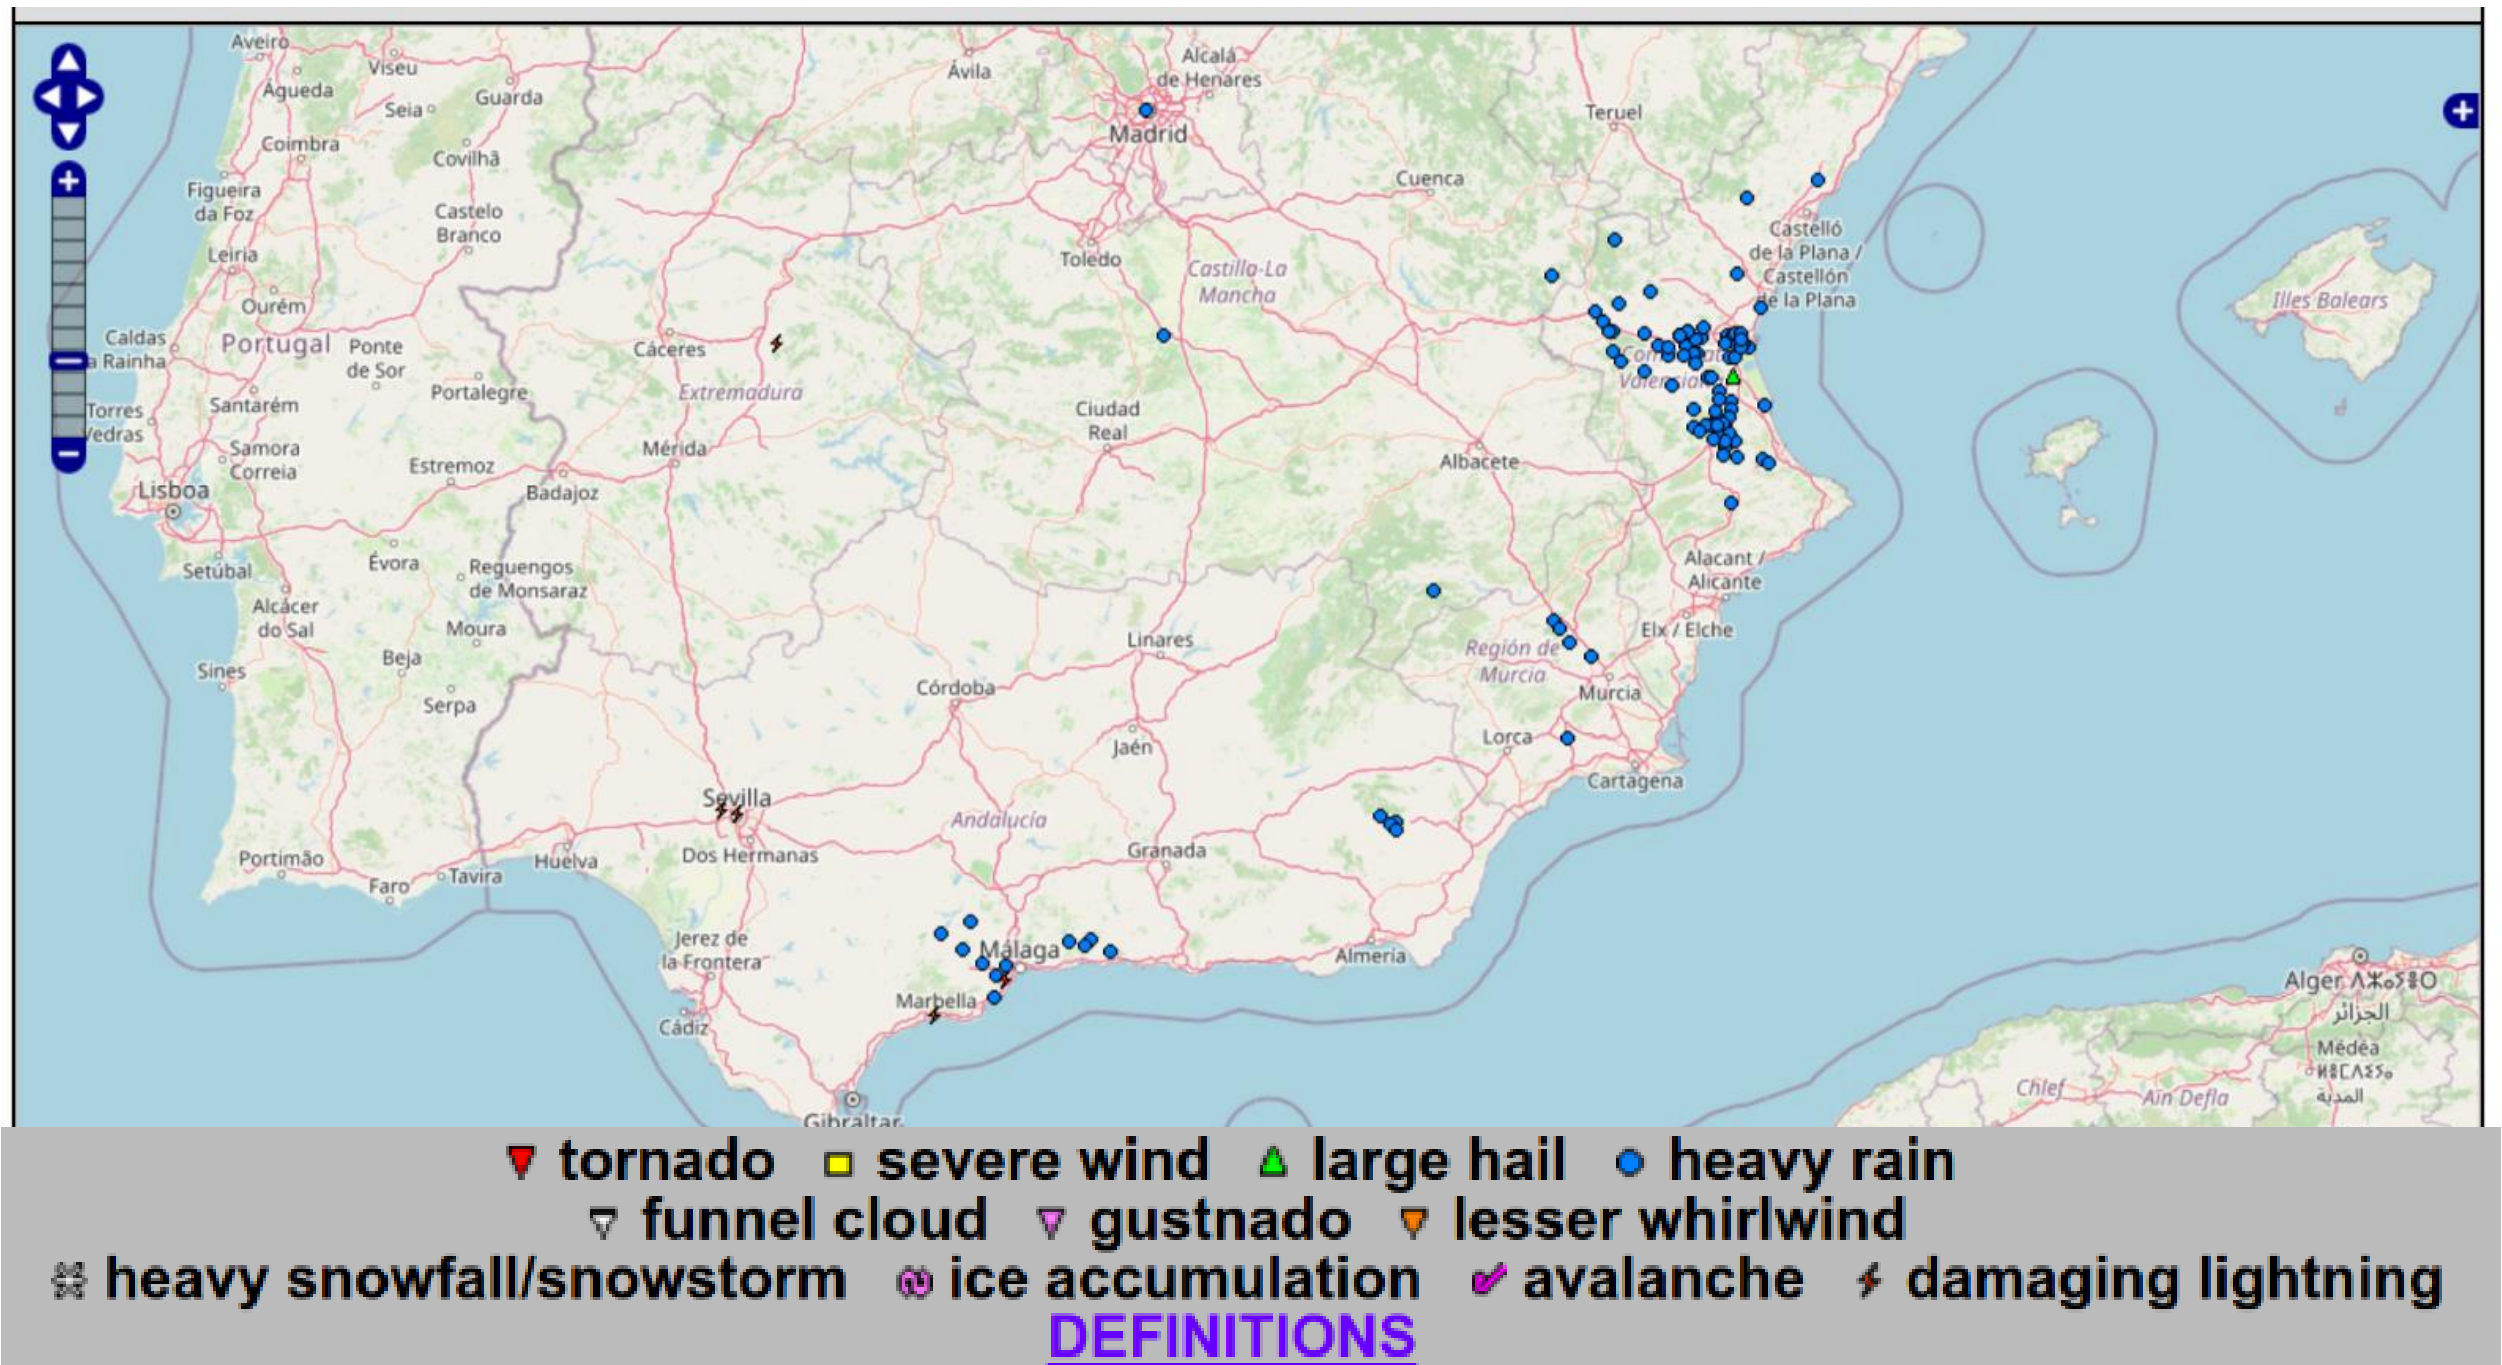 Aveiro
Viseu
Águeda
Seia
Guarda
Coimbra
Covilhã
Figueira
da Foz
Castelo
Branco
Leiria
Ourém
Caldas
a Rainha
Portugal
Ponte
de Sor
Portalegre
Torres
Vedras
Santarém
Samora
Correia
Estremoz
Lisboa
Badajoz
Setúbal
Évora
Reguengos
de Monsaraz
Alcácer
do Sal
Moura
Beja
Sines
Serpa
Portimão
Faro
Tavira
Ávila
Alcalá
de Henares
Madrid
Teruel
Cuenca
Toledo
Castilla-La
Mancha
Castelló
de la Plana /
Castellón
de la Plana
Illes Balears
Cáceres
Extremadura
Mérida
Ciudad
Real
Albacete
Valencian
Alacant /
Alicante
Elx / Elche
Linares
Región de
Murcia
Murcia
Córdoba
Jaén
Lorca
Cartagena
Sevilla
Andalucía
Huelva
Dos Hermanas
Granada
Jerez de
la Frontera
Málaga
Almería
Marbella
Cádiz
Gibraltar
Alger ⴷⵣⴰⵢⴻⵔ
الجزائر
Médéa
المدية
Chlef
Aïn Defla
tornado severe wind large hail heavy rain
funnel cloud gustnado lesser whirlwind
heavy snowfall/snowstorm ice accumulation avalanche damaging lightning
DEFINITIONS